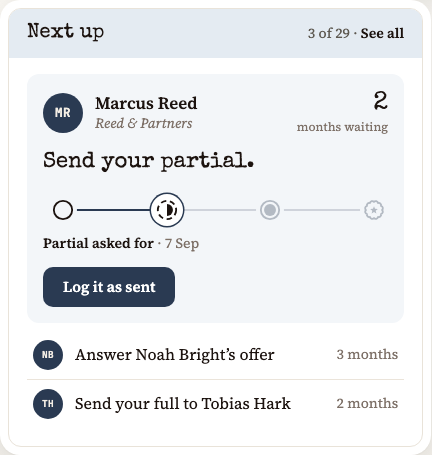 Next up
3 of 29 · See all
MR
Marcus Reed
Reed & Partners
2
months waiting
Send your partial.
Partial asked for · 7 Sep
Log it as sent
NB
Answer Noah Bright’s offer
3 months
TH
Send your full to Tobias Hark
2 months